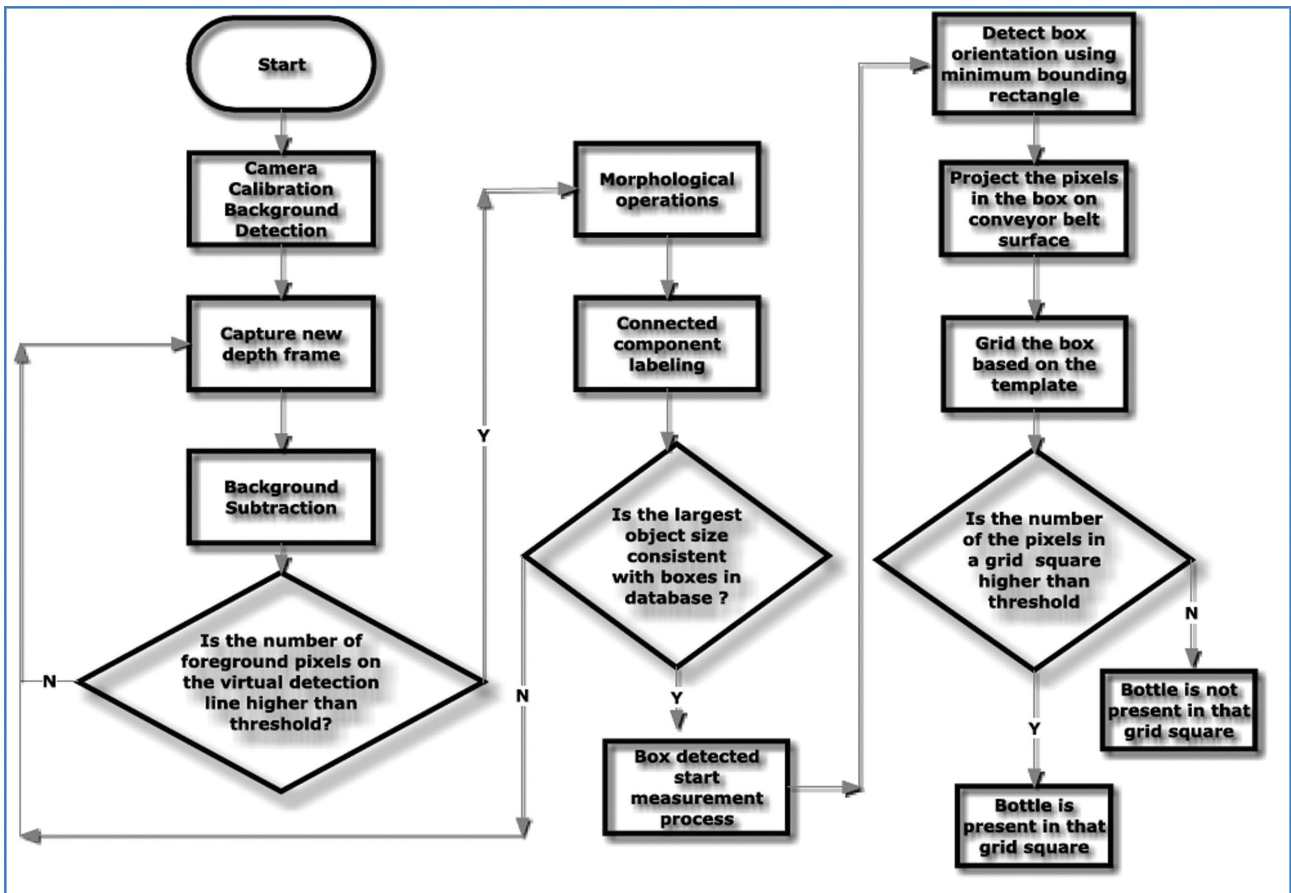 Start
Camera
Calibration
Background
Detection
Capture new
depth frame
Background
Subtraction
Is the number of
foreground pixels on
the virtual detection
line higher than
threshold?
N
Y
Morphological
operations
Connected
component
labeling
Is the largest
object size
consistent
with boxes in
database ?
N
Y
Box detected
start
measurement
process
Detect box
orientation using
minimum bounding
rectangle
Project the pixels
in the box on
conveyor belt
surface
Grid the box
based on the
template
Is the number
of the pixels in
a grid square
higher than
threshold
N
Y
Bottle is not
present in that
grid square
Bottle is
present in that
grid square